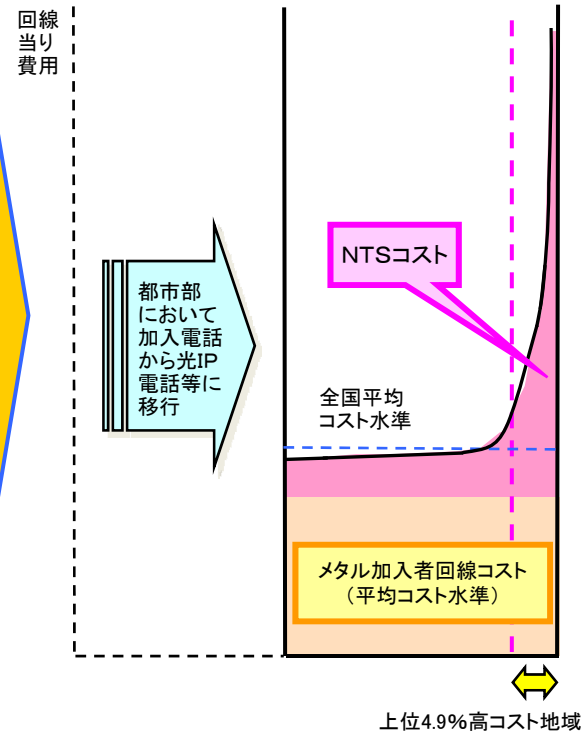 回線
当り
費用
NTSコスト
都市部
において
加入電話
から光IP
電話等に
移行
全国平均
コスト水準
メタル加入者回線コスト
（平均コスト水準）
上位4.9%高コスト地域